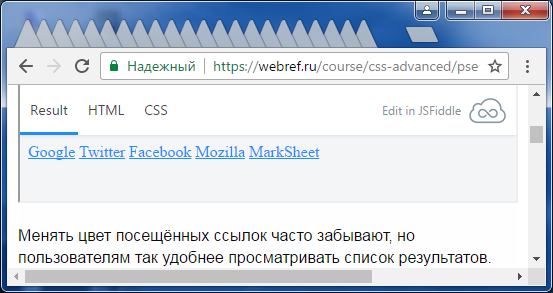 Надежный https://webref.ru/course/css-advanced/pse
Result HTML CSS Edit in JSFiddle
Google Twitter Facebook Mozilla MarkSheet
Менять цвет посещённых ссылок часто забывают, но
пользователям так удобнее просматривать список результатов.